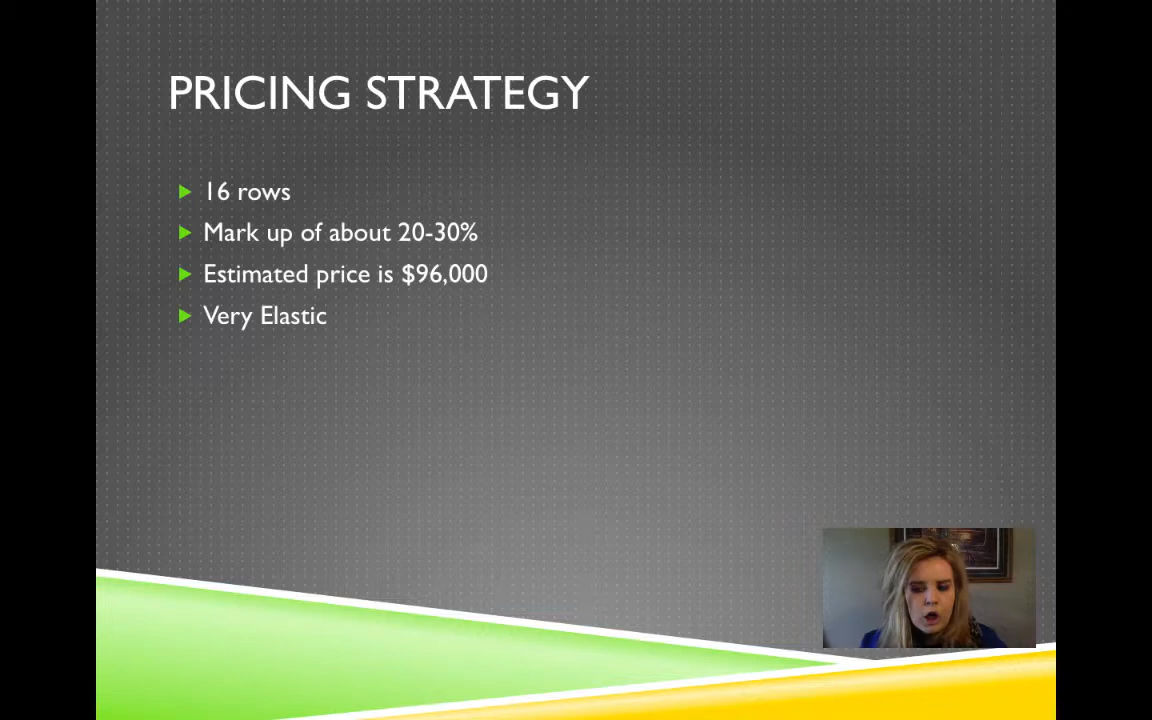 PRICING STRATEGY
16 rows
Mark up of about 20-30%
Estimated price is $96,000
Very Elastic